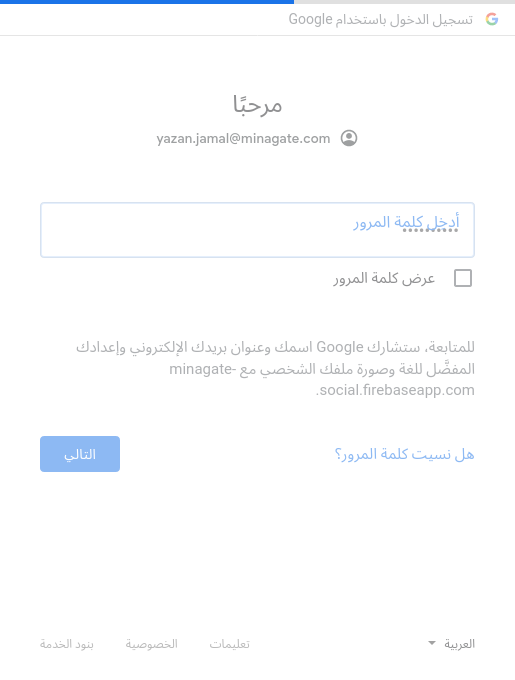 تسجيل الدخول باستخدام Google
مرحبًا
yazan.jamal@minagate.com
أدخل كلمة المرور
عرض كلمة المرور
للمتابعة، ستشارك Google اسمك وعنوان بريدك الإلكتروني وإعدادك
المفضَّل للغة وصورة ملفك الشخصي مع minagate-
social.firebaseapp.com.
هل نسيت كلمة المرور؟
التالي
العربية
تعليمات
الخصوصية
بنود الخدمة